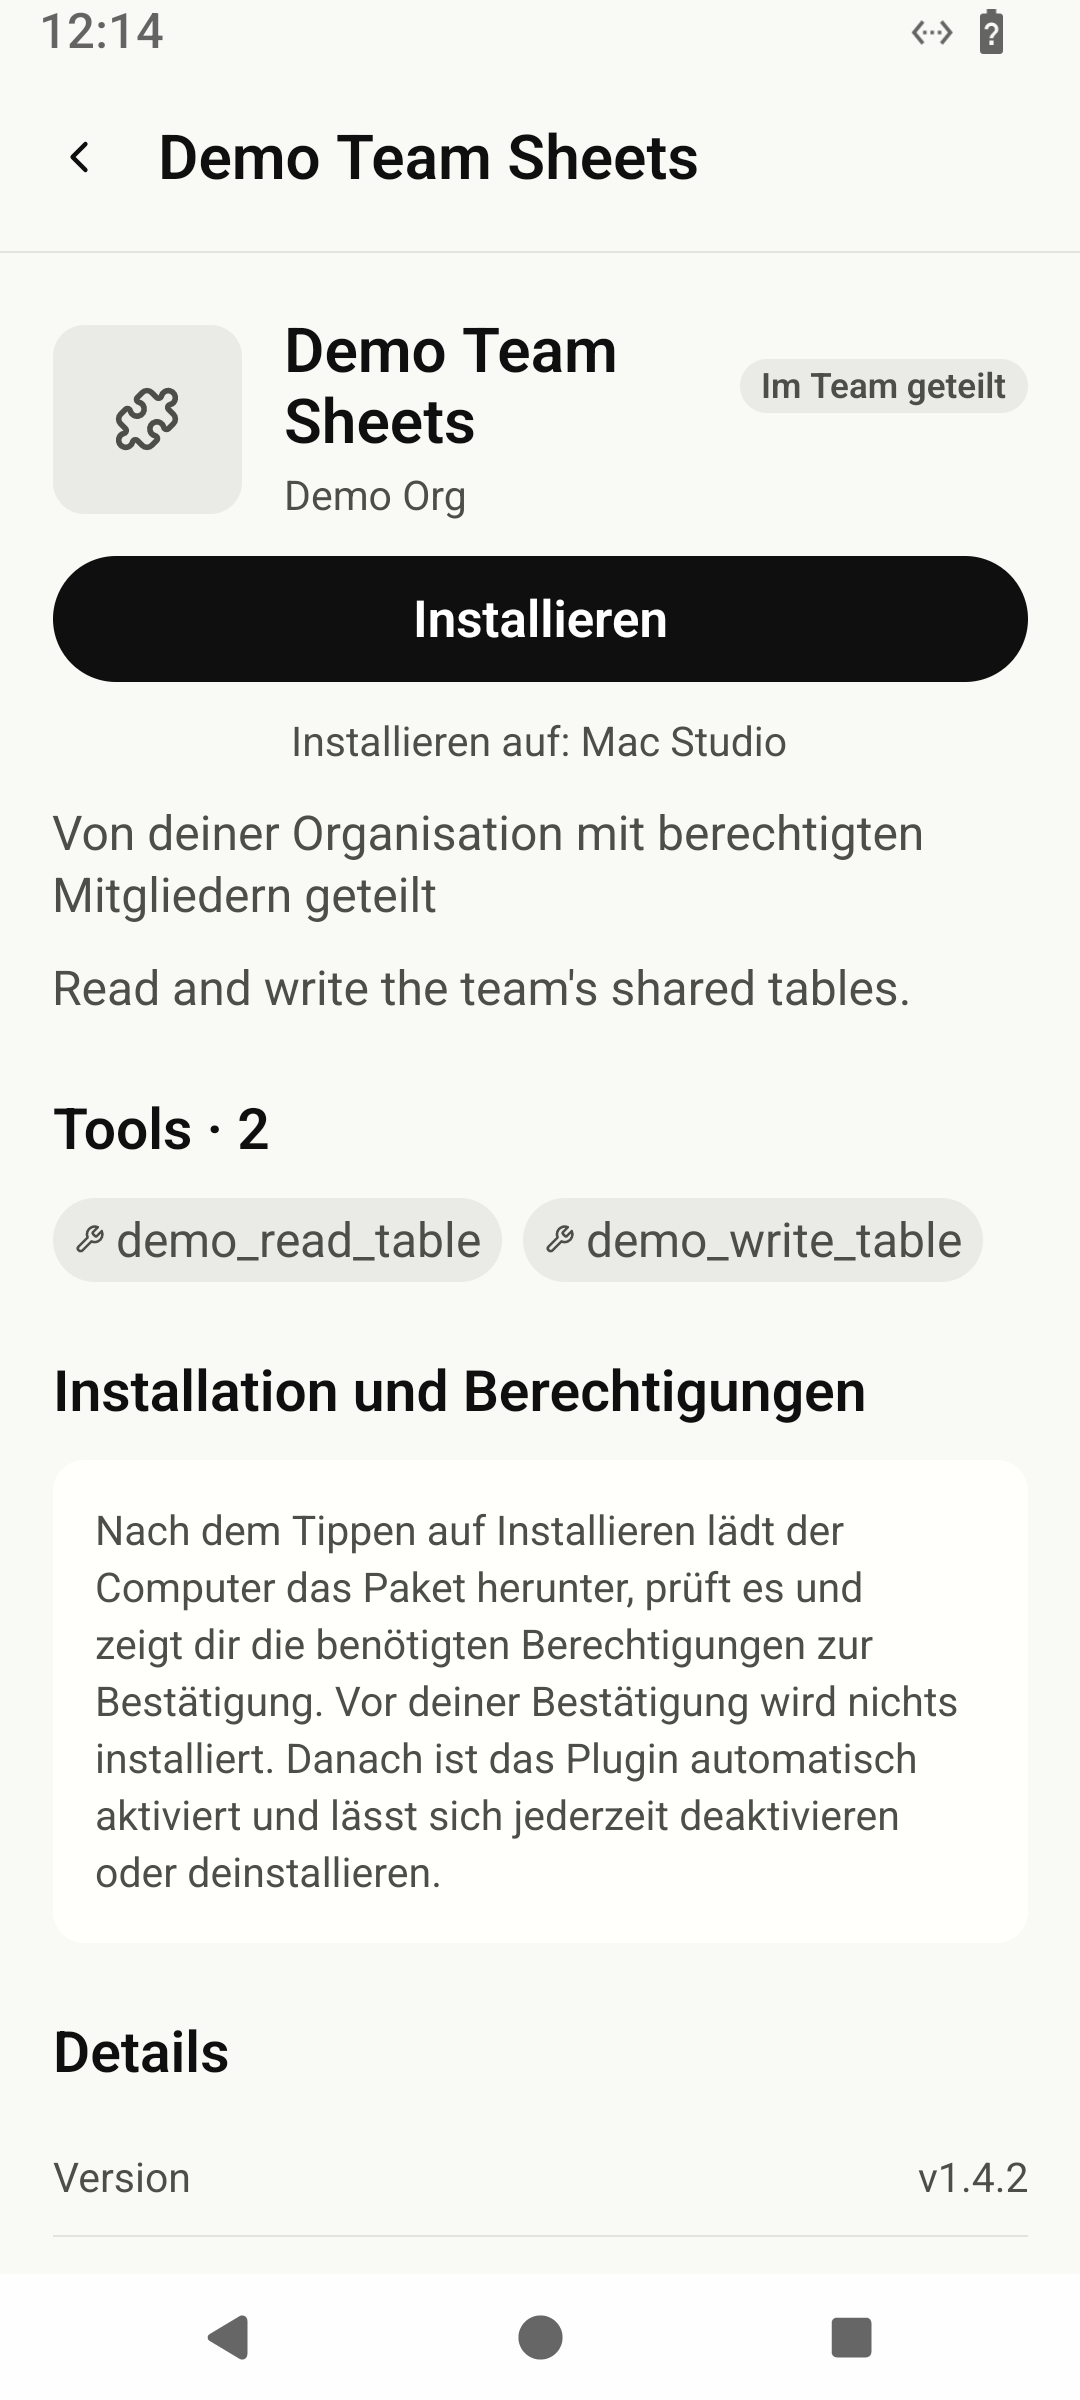 12:14
Demo Team Sheets
Demo Team
Sheets
Im Team geteilt
Demo Org
Installieren
Installieren auf: Mac Studio
Von deiner Organisation mit berechtigten
Mitgliedern geteilt
Read and write the team's shared tables.
Tools · 2
demo_read_table
demo_write_table
Installation und Berechtigungen
Nach dem Tippen auf Installieren lädt der
Computer das Paket herunter, prüft es und
zeigt dir die benötigten Berechtigungen zur
Bestätigung. Vor deiner Bestätigung wird nichts
installiert. Danach ist das Plugin automatisch
aktiviert und lässt sich jederzeit deaktivieren
oder deinstallieren.
Details
Version
v1.4.2